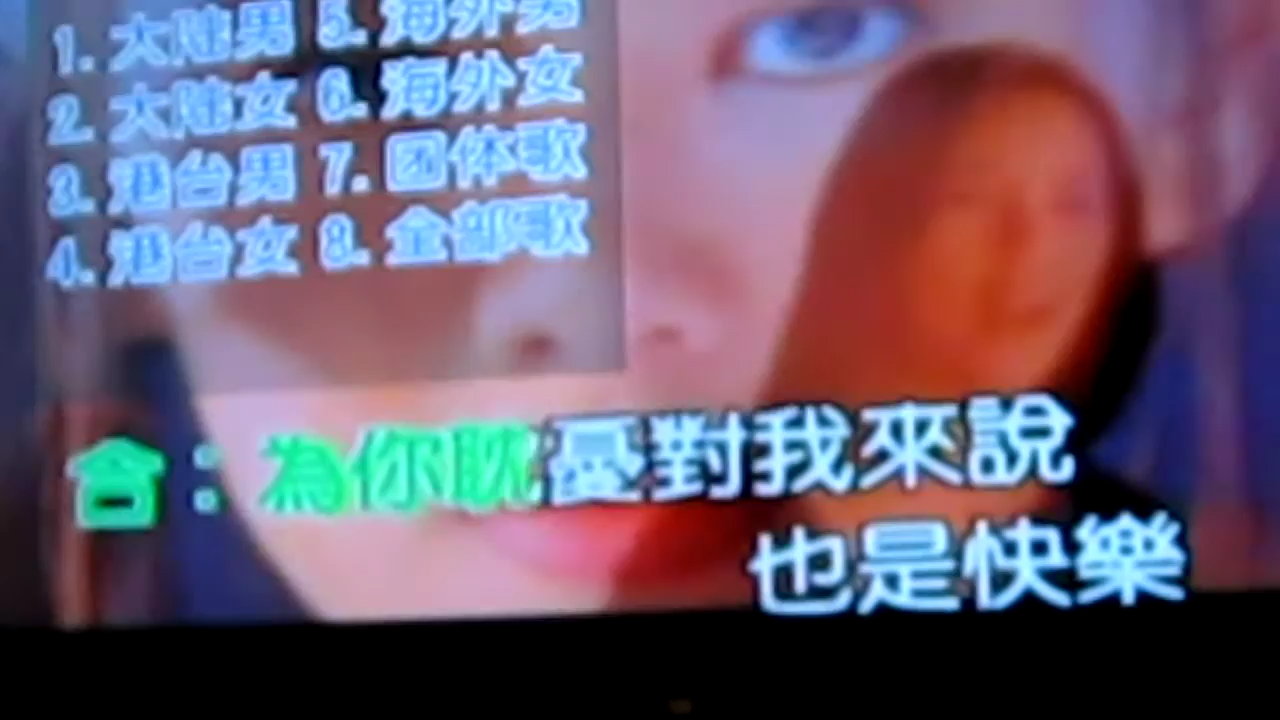 1. 大陆男 5. 海外男
2. 大陆女 6. 海外女
3. 港台男 7. 团体歌
4. 港台女 8. 全部歌
合：為你耽憂對我來說
也是快樂